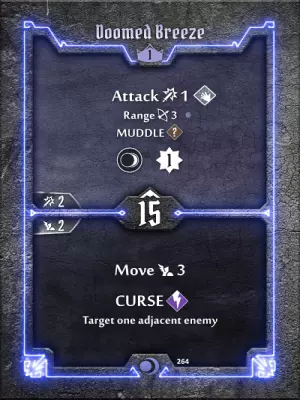 Doomed Breeze
1
Attack 1
Range 3
MUDDLE ?
1
2
15
2
Move 3
CURSE
Target one adjacent enemy
264